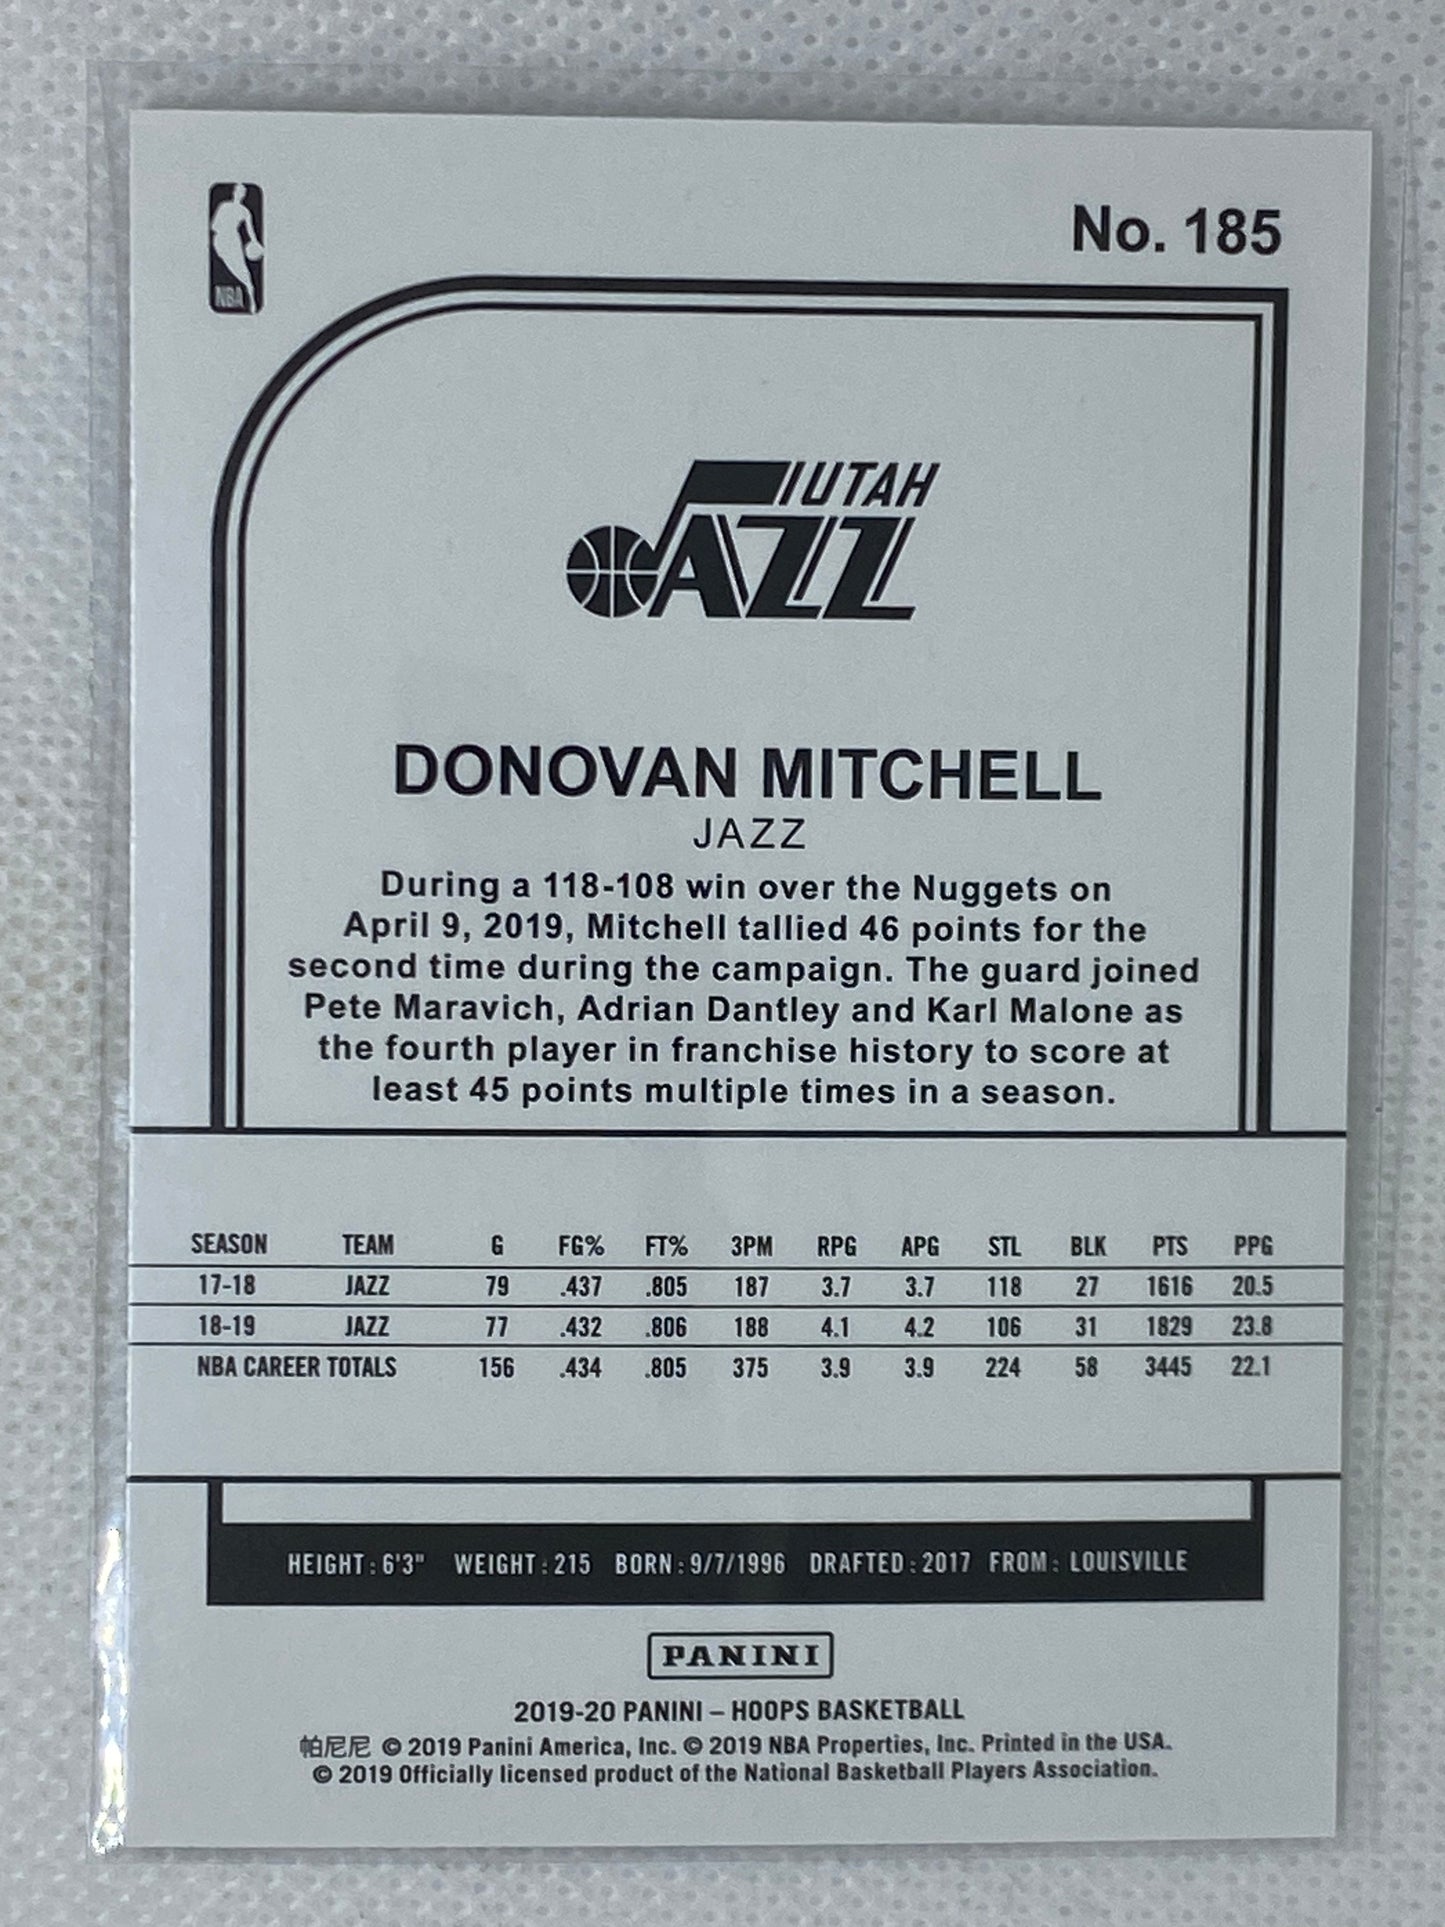 NBA
No. 185
UTAH
JAZZ
DONOVAN MITCHELL
JAZZ
During a 118-108 win over the Nuggets on
April 9, 2019, Mitchell tallied 46 points for the
second time during the campaign. The guard joined
Pete Maravich, Adrian Dantley and Karl Malone as
the fourth player in franchise history to score at
least 45 points multiple times in a season.
SEASON TEAM G FG% FT% 3PM RPG APG STL BLK PTS PPG
17-18 JAZZ 79 .437 .805 187 3.7 3.7 118 27 1616 20.5
18-19 JAZZ 77 .432 .806 188 4.1 4.2 106 31 1829 23.8
NBA CAREER TOTALS 156 .434 .805 375 3.9 3.9 224 58 3445 22.1
HEIGHT: 6'3" WEIGHT: 215 BORN: 9/7/1996 DRAFTED: 2017 FROM: LOUISVILLE
PANINI
2019-20 PANINI – HOOPS BASKETBALL
帕尼尼 © 2019 Panini America, Inc. © 2019 NBA Properties, Inc. Printed in the USA.
© 2019 Officially licensed product of the National Basketball Players Association.